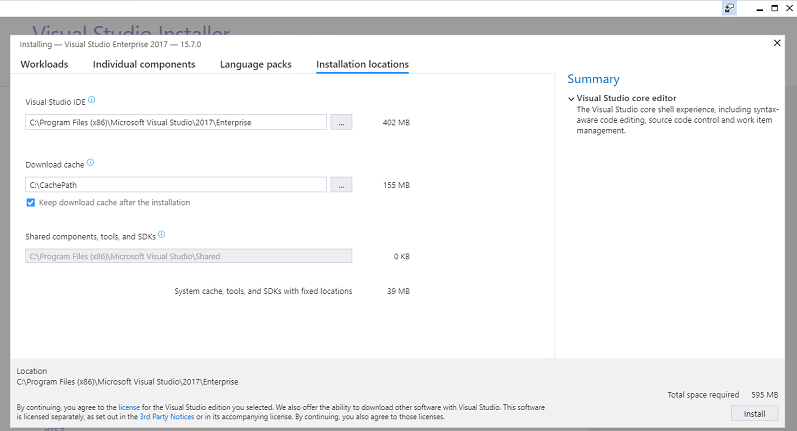 Visual Studio Installer
Installing — Visual Studio Enterprise 2017 — 15.7.0
Workloads Individual components Language packs Installation locations
Visual Studio IDE
C:\Program Files (x86)\Microsoft Visual Studio\2017\Enterprise ... 402 MB
Download cache
C:\CachePath ... 155 MB
Keep download cache after the installation
Shared components, tools, and SDKs
C:\Program Files (x86)\Microsoft Visual Studio\Shared 0 KB
System cache, tools, and SDKs with fixed locations 39 MB
Summary
Visual Studio core editor
The Visual Studio core shell experience, including syntax-
aware code editing, source code control and work item
management.
Location
C:\Program Files (x86)\Microsoft Visual Studio\2017\Enterprise
Total space required 595 MB
By continuing, you agree to the license for the Visual Studio edition you selected. We also offer the ability to download other software with Visual Studio. This software
is licensed separately, as set out in the 3rd Party Notices or in its accompanying license. By continuing, you also agree to those licenses.
Install